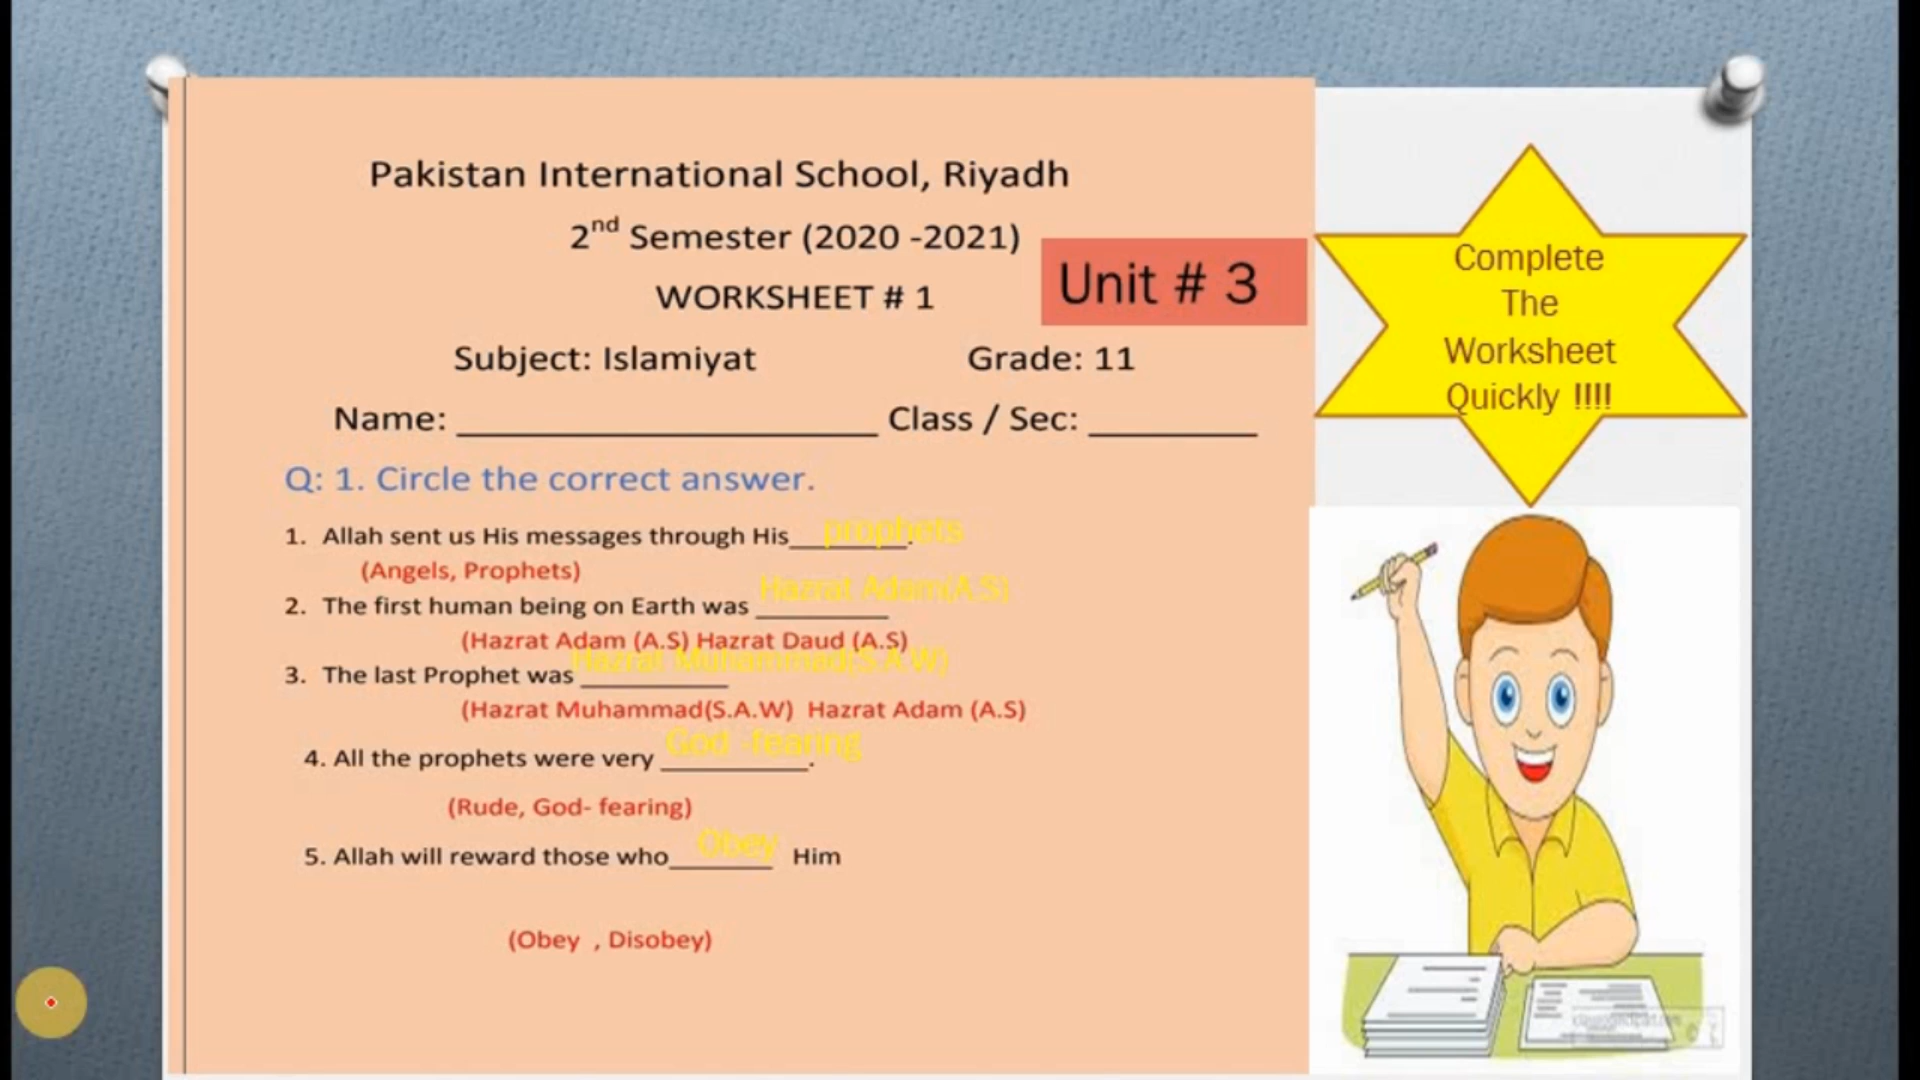 Pakistan International School, Riyadh
2nd Semester (2020 -2021)
WORKSHEET # 1
Unit # 3
Subject: Islamiyat Grade: 11
Name: ____________________ Class / Sec: ________
Q: 1. Circle the correct answer.
1. Allah sent us His messages through His________. prophets
(Angels, Prophets)
2. The first human being on Earth was _________ Hazrat Adam(A.S)
(Hazrat Adam (A.S) Hazrat Daud (A.S)
3. The last Prophet was __________ Hazrat Muhammad(S.A.W)
(Hazrat Muhammad(S.A.W) Hazrat Adam (A.S)
4. All the prophets were very __________. God -fearing
(Rude, God- fearing)
5. Allah will reward those who_______ Obey Him
(Obey , Disobey)
Complete
The
Worksheet
Quickly !!!!